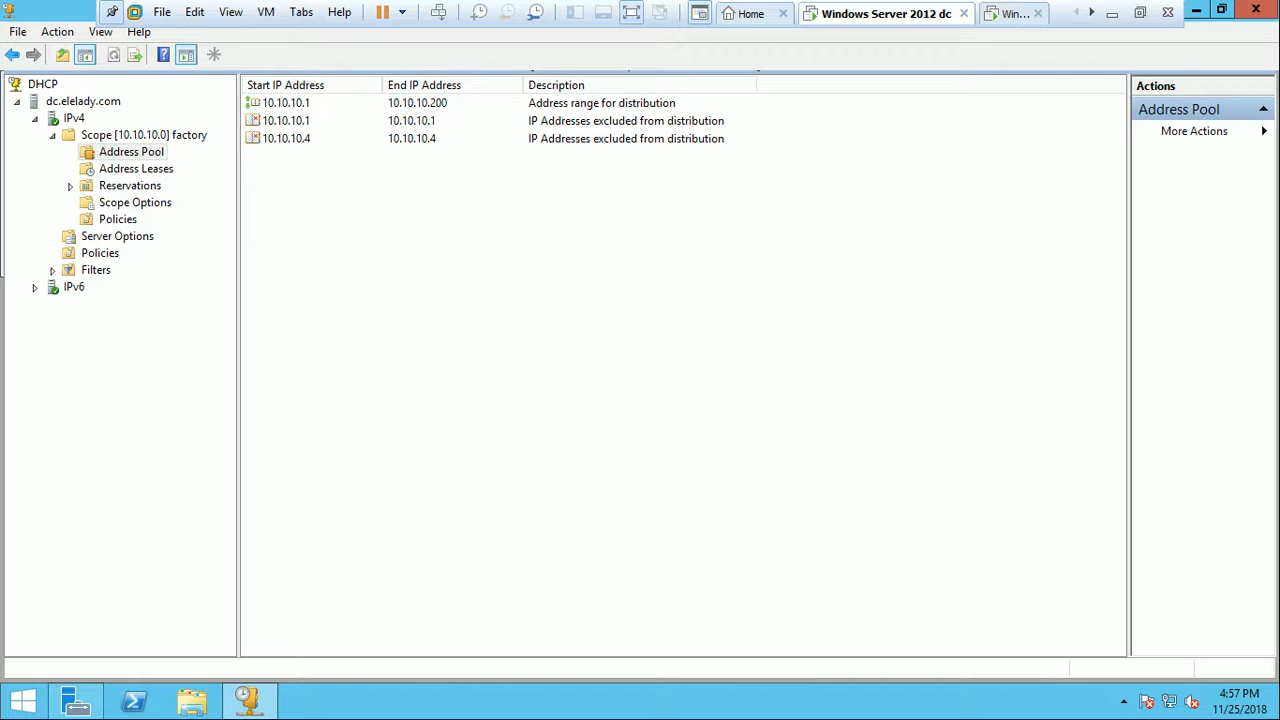 File Edit View VM Tabs Help Home Windows Server 2012 dc Win...
File Action View Help
DHCP
dc.elelady.com
IPv4
Scope [10.10.10.0] factory
Address Pool
Address Leases
Reservations
Scope Options
Policies
Server Options
Policies
Filters
IPv6
Start IP Address End IP Address Description
10.10.10.1 10.10.10.200 Address range for distribution
10.10.10.1 10.10.10.1 IP Addresses excluded from distribution
10.10.10.4 10.10.10.4 IP Addresses excluded from distribution
Actions
Address Pool
More Actions
4:57 PM
11/25/2018